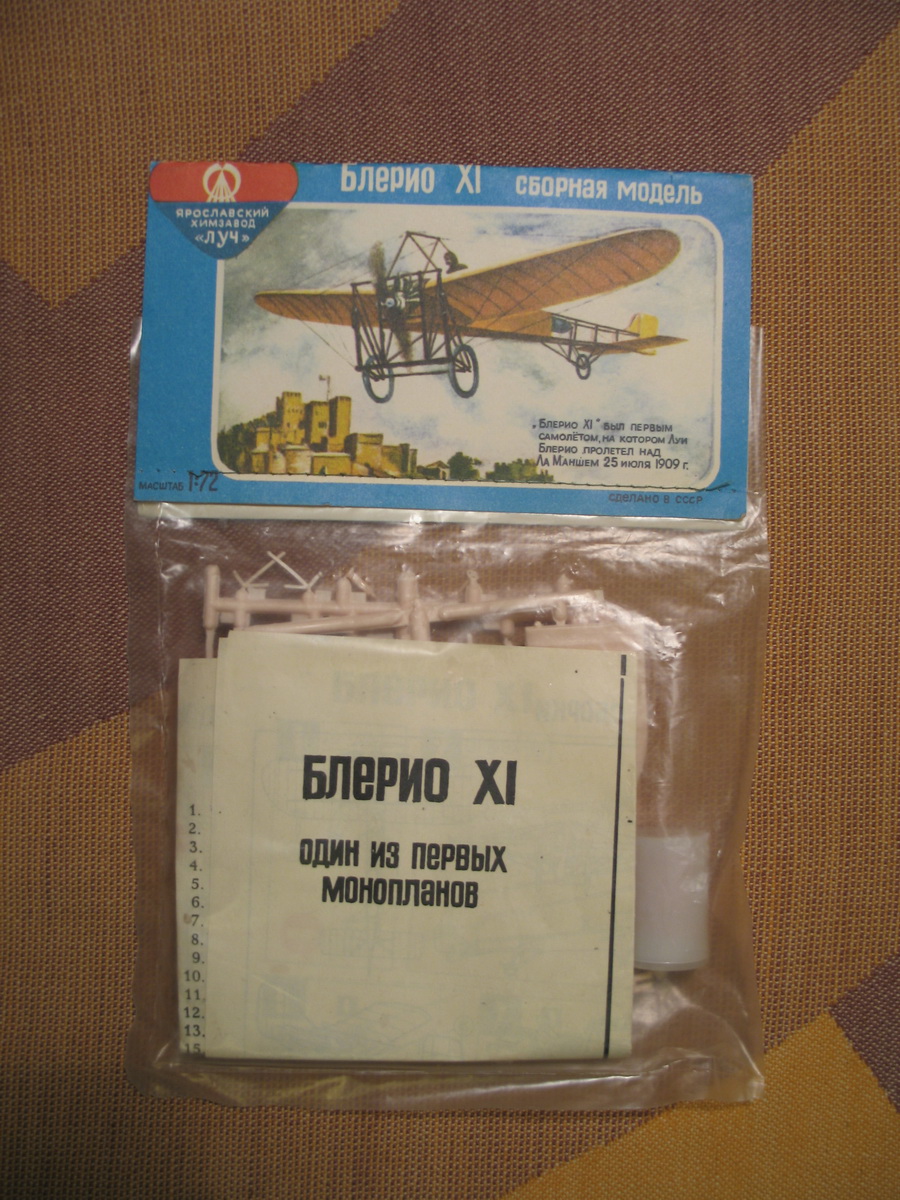 Блерио XI сборная модель
ЯРОСЛАВСКИЙ
ХИМЗАВОД
«ЛУЧ»
„Блерио XI" был первым
самолётом, на котором Луи
Блерио пролетел над
Ла Маншем 25 июля 1909 г.
МАСШТАБ 1:72
СДЕЛАНО В СССР
Блерио XI
один из первых
монопланов
1.
2.
3.
4.
5.
6.
7.
8.
9.
10.
11.
12.
13.
15.